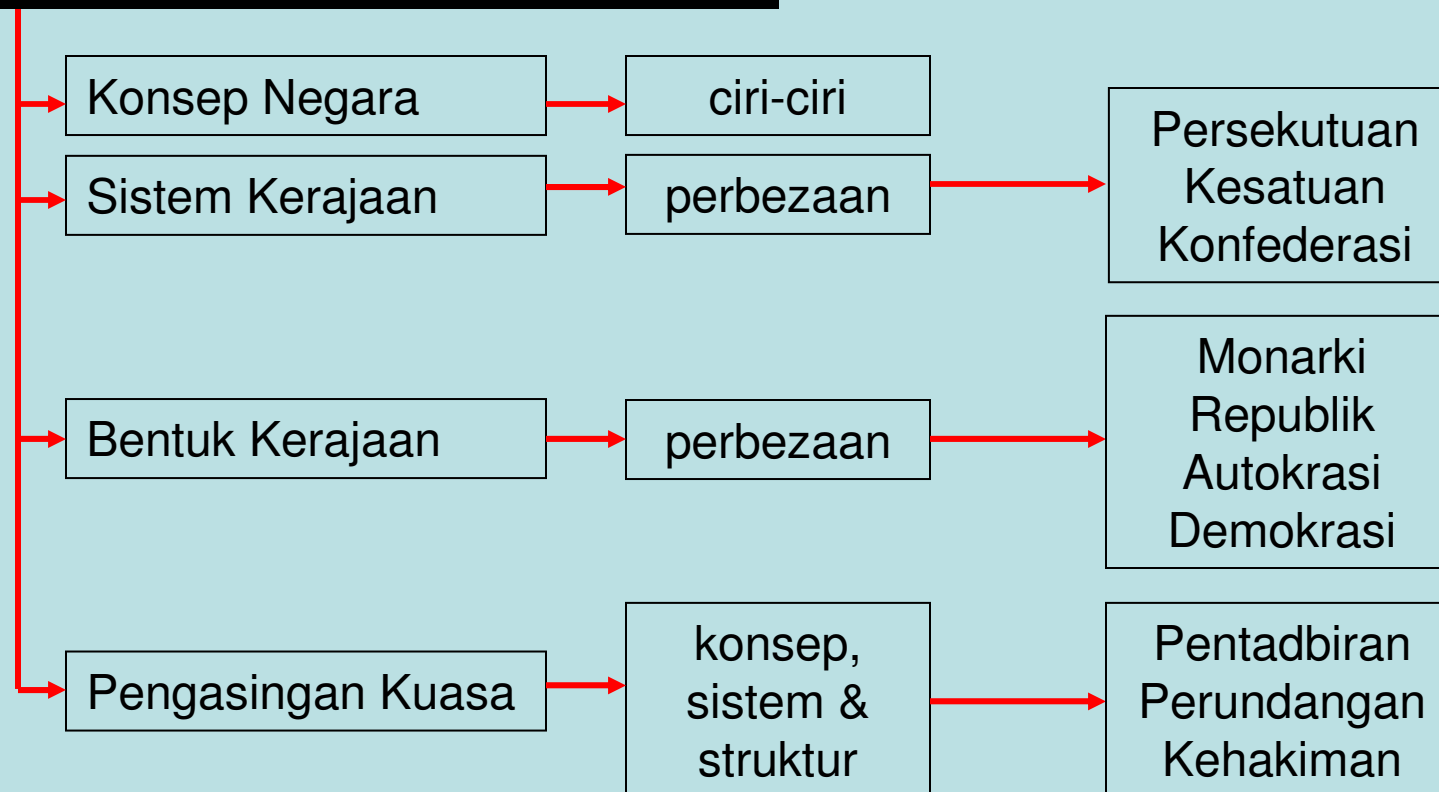 Konsep Negara
ciri-ciri
Sistem Kerajaan
perbezaan
Persekutuan
Kesatuan
Konfederasi
Bentuk Kerajaan
perbezaan
Monarki
Republik
Autokrasi
Demokrasi
Pengasingan Kuasa
konsep,
sistem &
struktur
Pentadbiran
Perundangan
Kehakiman